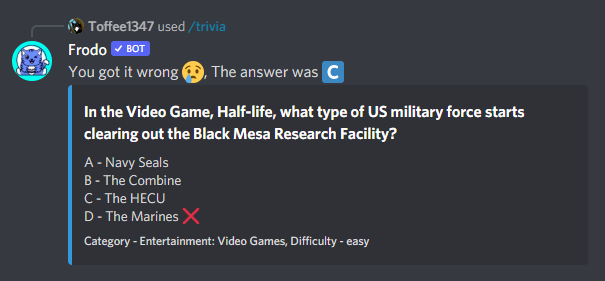 Toffee1347 used /trivia
Frodo ✓ BOT
You got it wrong 😢, The answer was C
In the Video Game, Half-life, what type of US military force starts
clearing out the Black Mesa Research Facility?
A - Navy Seals
B - The Combine
C - The HECU
D - The Marines ❌
Category - Entertainment: Video Games, Difficulty - easy